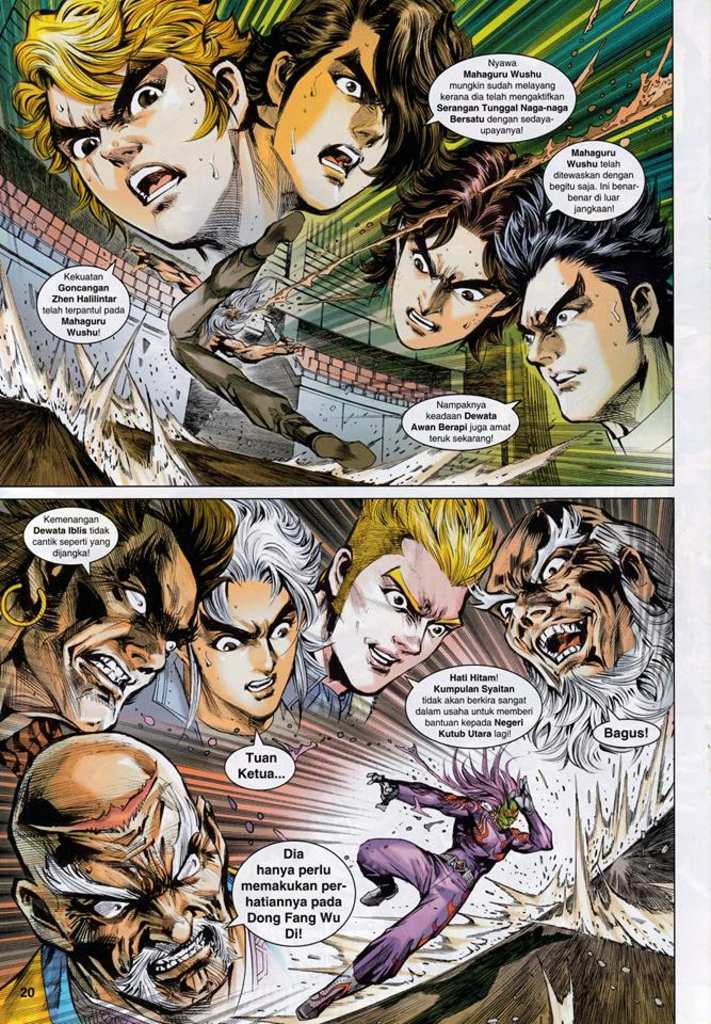 Nyawa
Mahaguru Wushu
mungkin sudah melayang
kerana dia telah mengaktifkan
Serangan Tunggal Naga-naga
Bersatu dengan sedaya-
upayanya!
Mahaguru
Wushu telah
ditewaskan dengan
begitu saja. Ini benar-
benar di luar
jangkaan!
Kekuatan
Goncangan
Zhen Halilintar
telah terpantul pada
Mahaguru
Wushu!
Nampaknya
keadaan Dewata
Awan Berapi juga amat
teruk sekarang!
Kemenangan
Dewata Iblis tidak
cantik seperti yang
dijangka!
Hati Hitam!
Kumpulan Syaitan
tidak akan berkira sangat
dalam usaha untuk memberi
bantuan kepada Negeri
Kutub Utara lagi!
Bagus!
Tuan
Ketua...
Dia
hanya perlu
memakukan per-
hatiannya pada
Dong Fang Wu
Di!
20